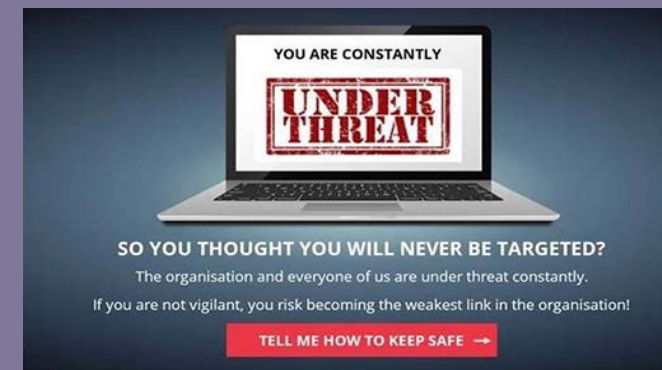 YOU ARE CONSTANTLY
UNDER
THREAT
SO YOU THOUGHT YOU WILL NEVER BE TARGETED?
The organisation and everyone of us are under threat constantly.
If you are not vigilant, you risk becoming the weakest link in the organisation!
TELL ME HOW TO KEEP SAFE →